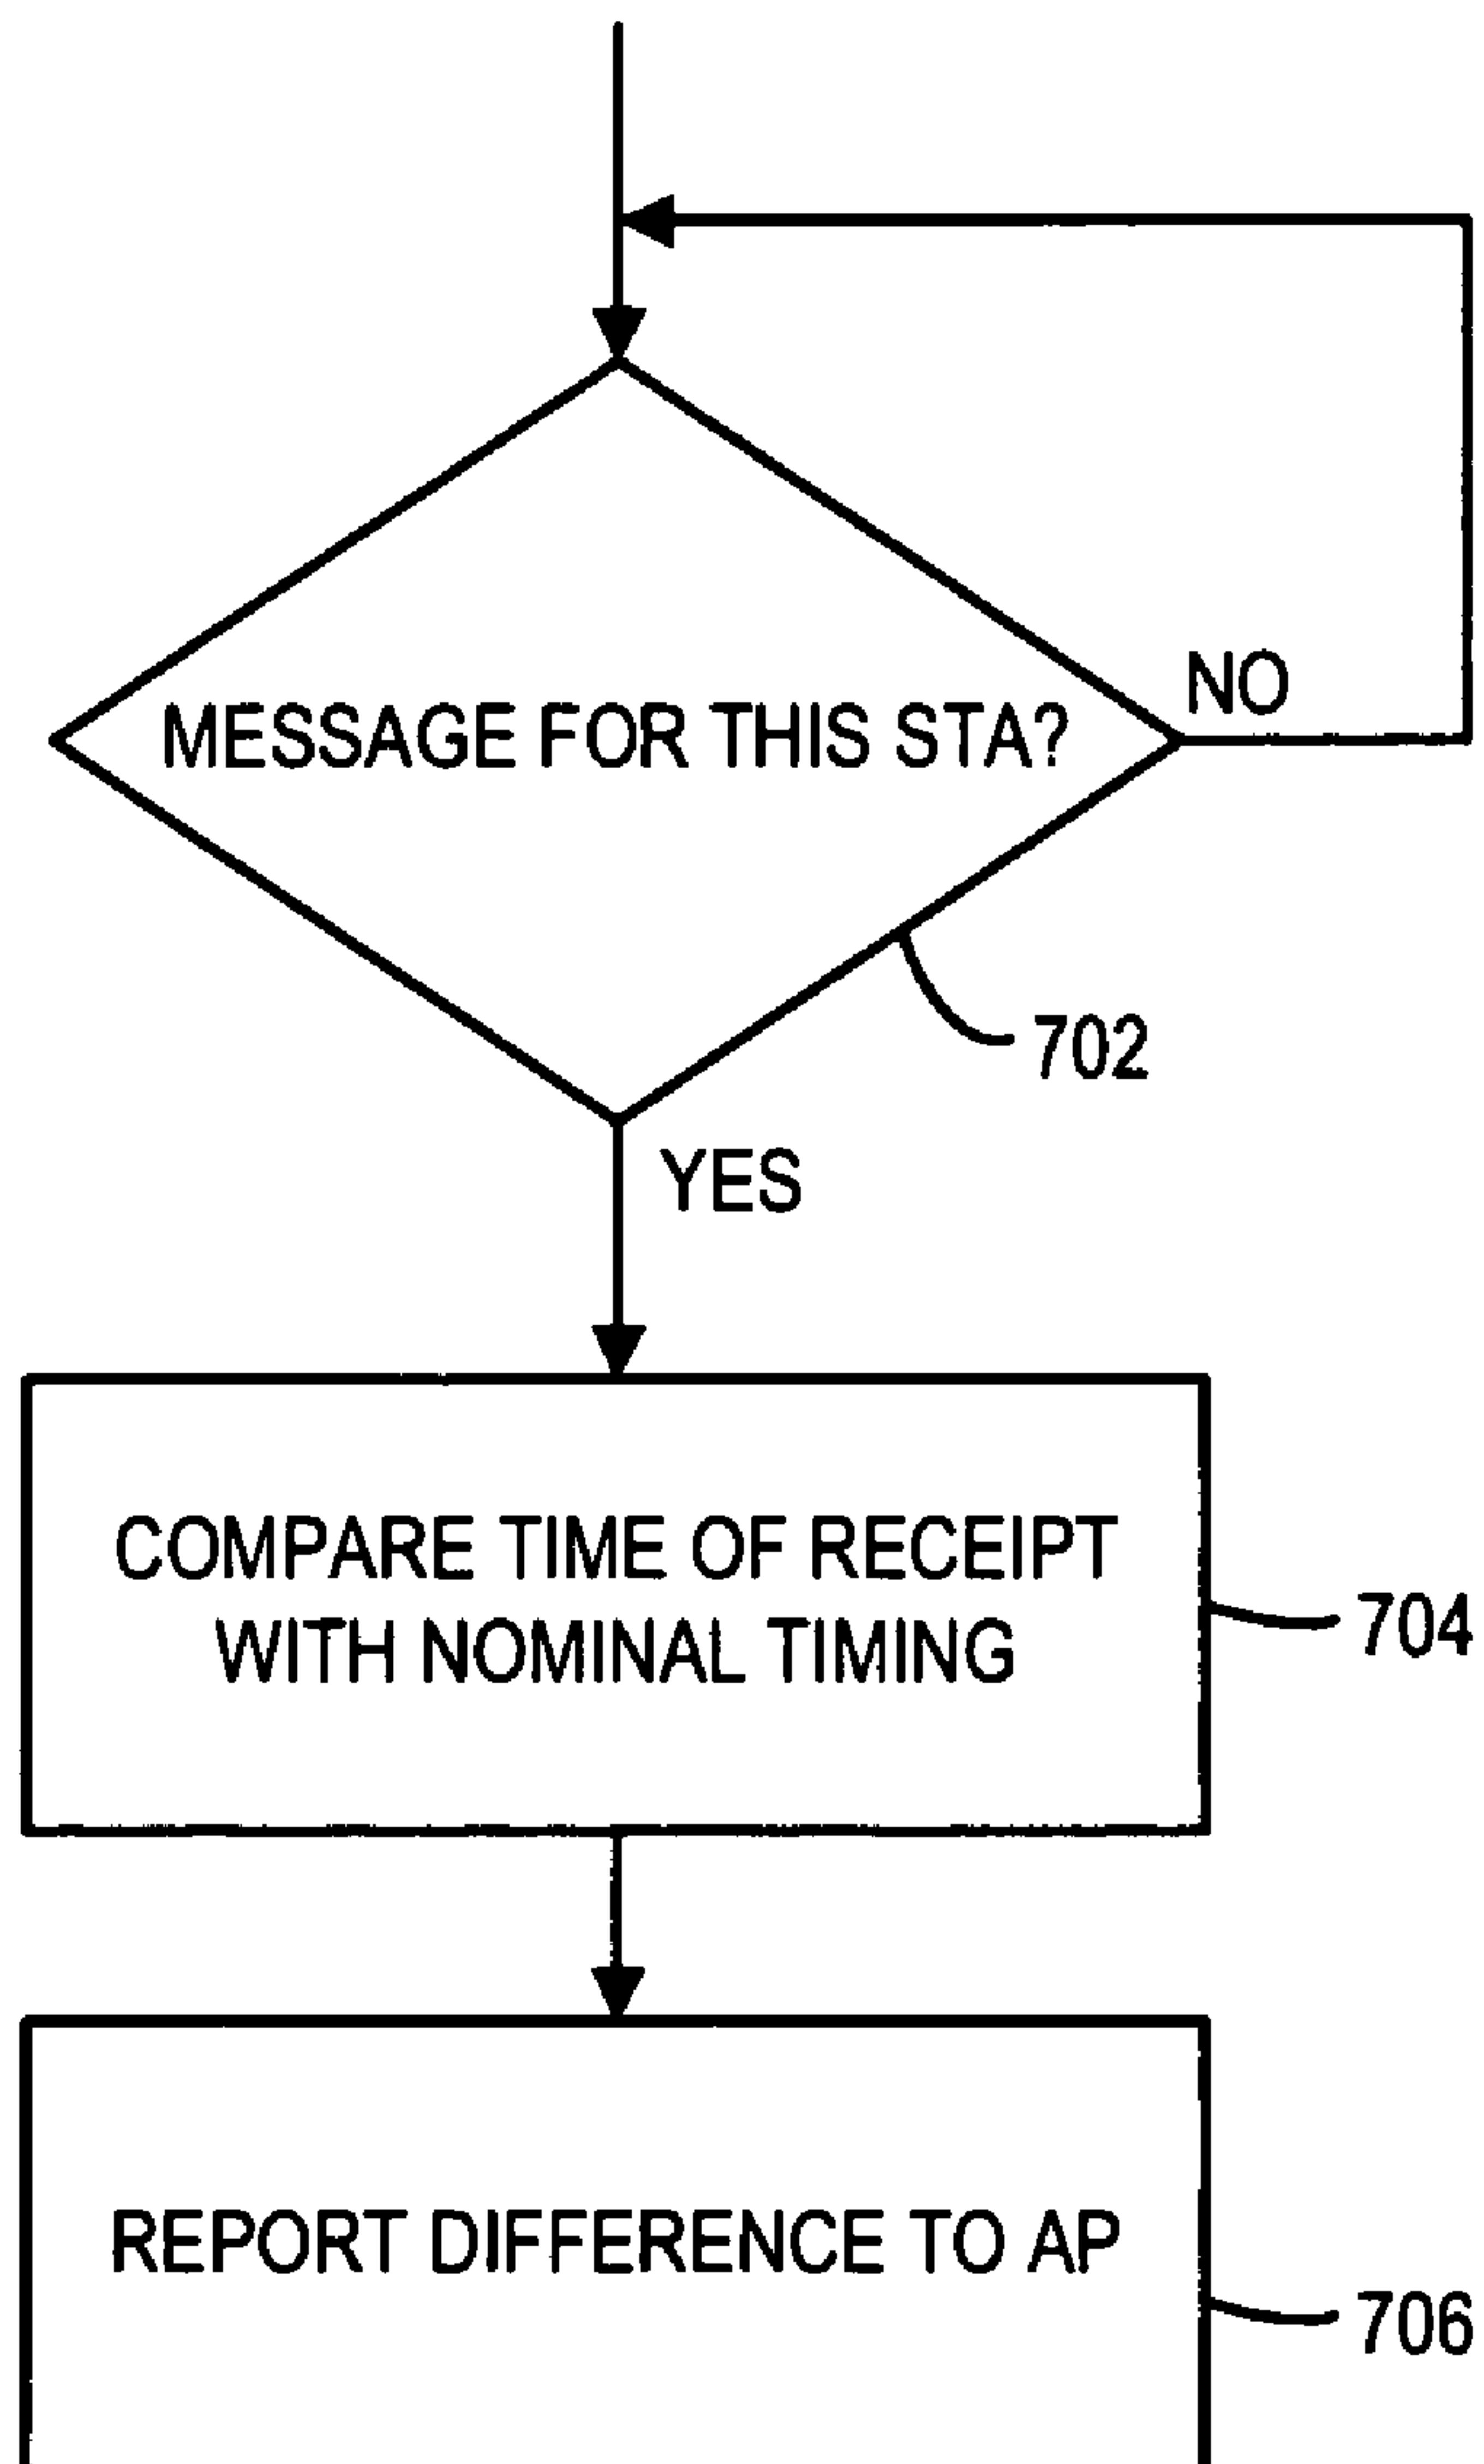 MESSAGE FOR THIS STA?
NO
702
YES
COMPARE TIME OF RECEIPT
WITH NOMINAL TIMING
704
REPORT DIFFERENCE TO AP
706